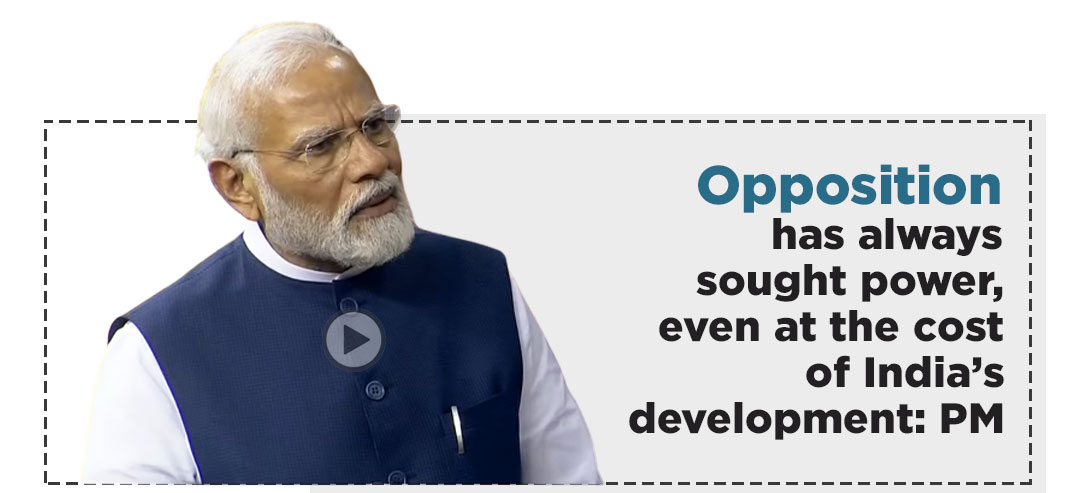 Opposition
has always
sought power,
even at the cost
of India’s
development: PM